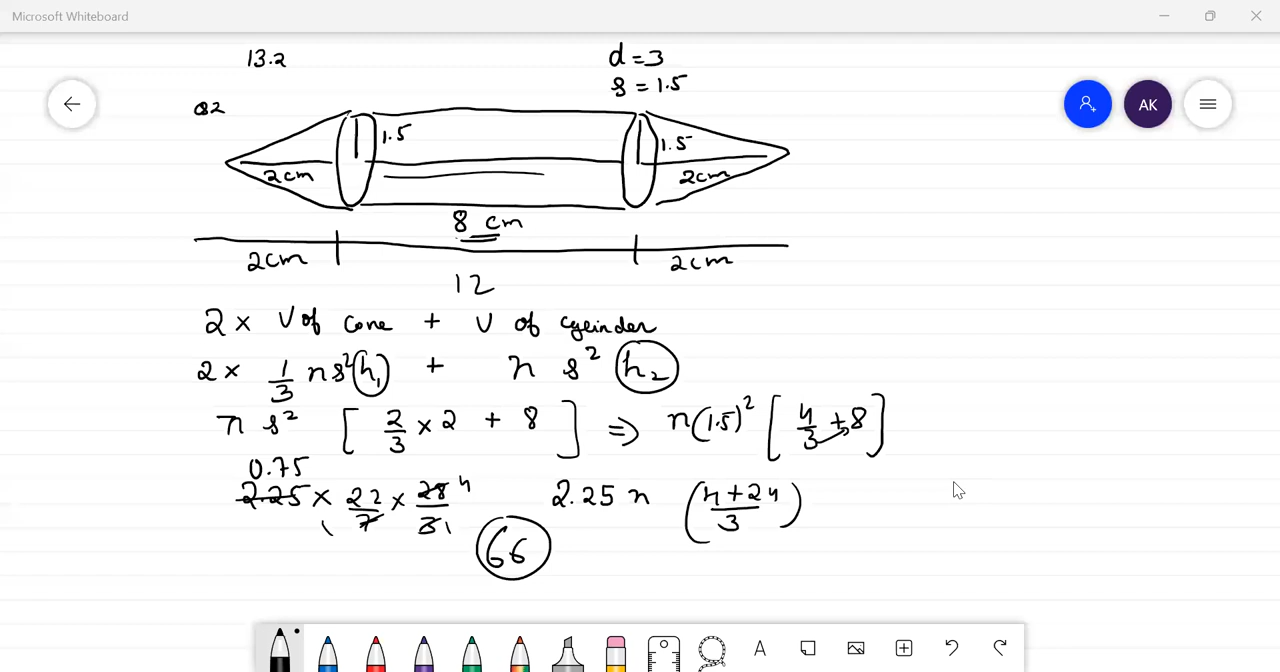 Microsoft Whiteboard
13.2
d = 3
r = 1.5
Q2
AK
1.5
1.5
2cm
2cm
8 cm
2cm
2cm
12
2 × V of cone + V of cylinder
2 × 1/3 π r² h₁ + π r² h₂
π r² [ 2/3 × 2 + 8 ] ⇒ π(1.5)² [ 4/3 + 8 ]
0.75
2.25 × 22/7 × 28/3 4 2.25 π ( 4 + 24 / 3 )
1 1
66
A